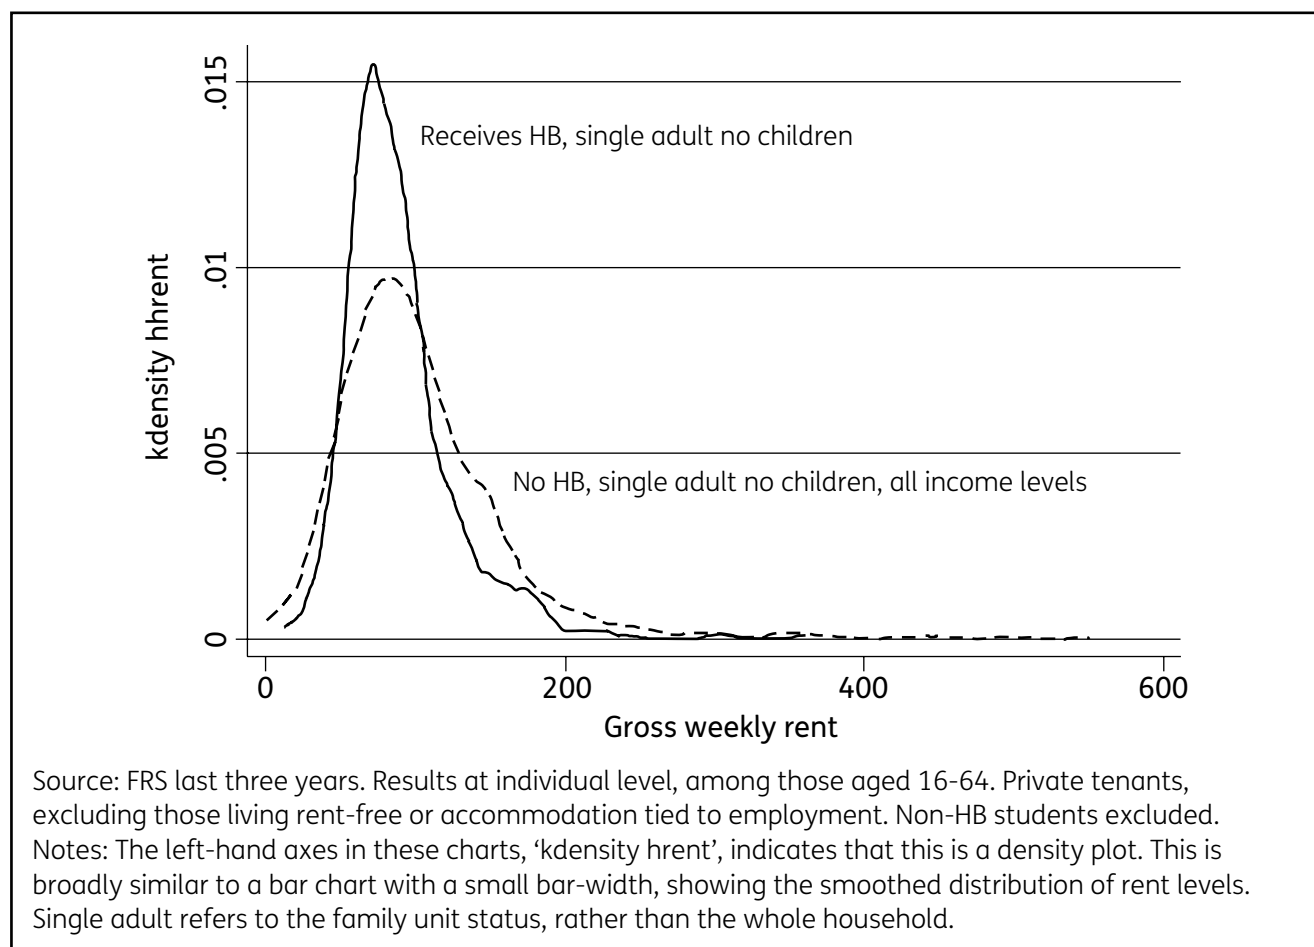 .015
Receives HB, single adult no children
.01
kdensity hhrent
.005
No HB, single adult no children, all income levels
0
0
200
400
600
Gross weekly rent
Source: FRS last three years. Results at individual level, among those aged 16-64. Private tenants,
excluding those living rent-free or accommodation tied to employment. Non-HB students excluded.
Notes: The left-hand axes in these charts, ‘kdensity hrent’, indicates that this is a density plot. This is
broadly similar to a bar chart with a small bar-width, showing the smoothed distribution of rent levels.
Single adult refers to the family unit status, rather than the whole household.